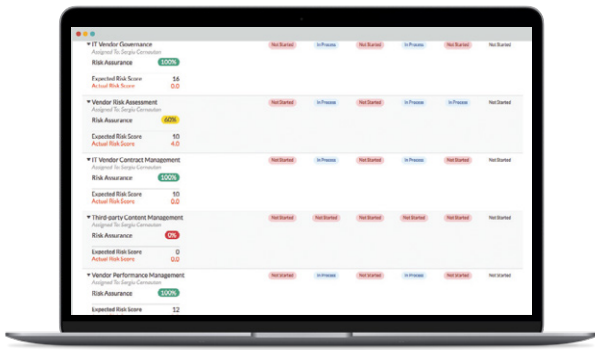 IT Vendor Governance Not Started In Process Not Started In Process Not Started Not Started
Assigned To: Sergiu Cernautan
Risk Assurance 100%
Expected Risk Score 16
Actual Risk Score 0.0
Vendor Risk Assessment Not Started In Process Not Started In Process In Process Not Started
Assigned To: Sergiu Cernautan
Risk Assurance 60%
Expected Risk Score 10
Actual Risk Score 4.0
IT Vendor Contract Management Not Started In Process Not Started In Process Not Started Not Started
Assigned To: Sergiu Cernautan
Risk Assurance 100%
Expected Risk Score 10
Actual Risk Score 0.0
Third-party Content Management Not Started Not Started Not Started Not Started Not Started Not Started
Assigned To: Sergiu Cernautan
Risk Assurance 0%
Expected Risk Score 0
Actual Risk Score 0.0
Vendor Performance Management Not Started In Process Not Started In Process Not Started Not Started
Assigned To: Sergiu Cernautan
Risk Assurance 100%
Expected Risk Score 12